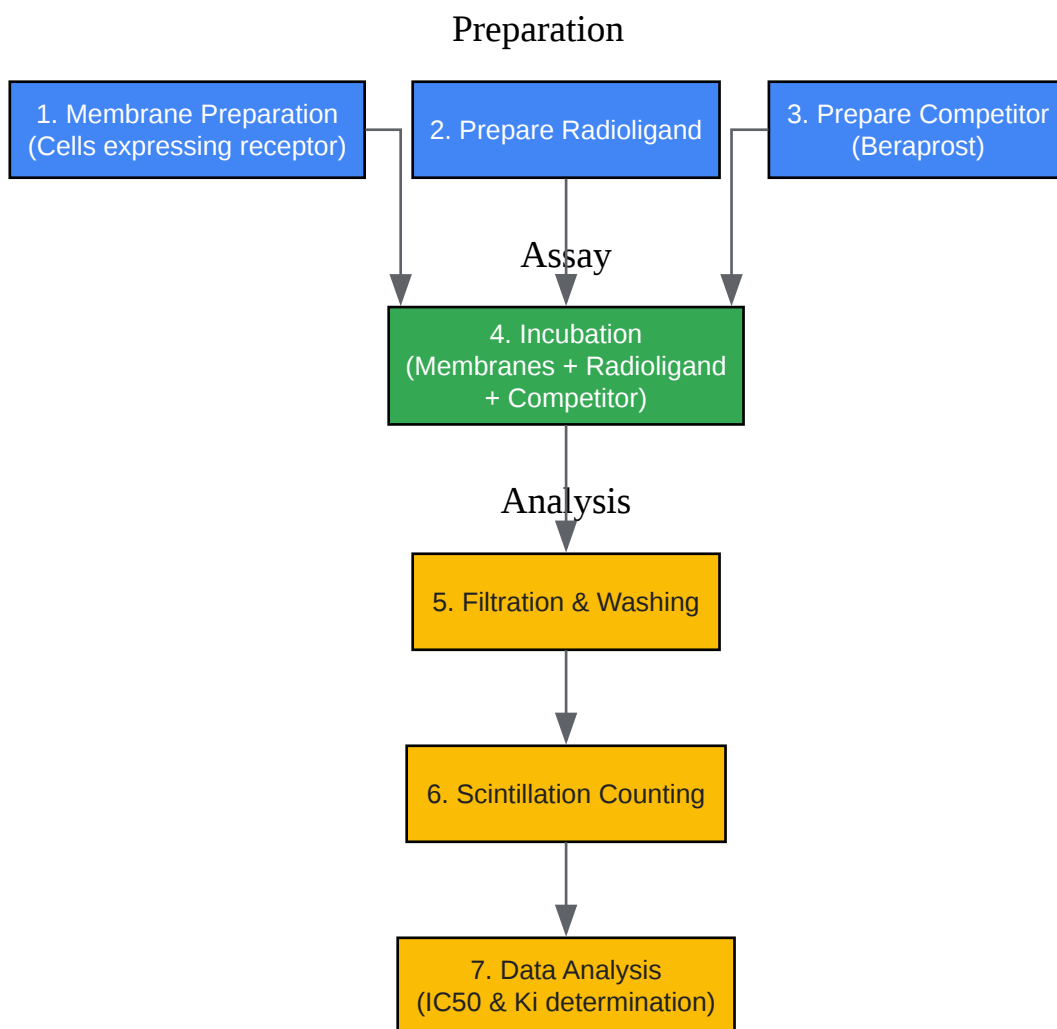 Preparation
1. Membrane Preparation
(Cells expressing receptor)
2. Prepare Radioligand
3. Prepare Competitor
(Beraprost)
Assay
4. Incubation
(Membranes + Radioligand
+ Competitor)
Analysis
5. Filtration & Washing
6. Scintillation Counting
7. Data Analysis
(IC50 & Ki determination)